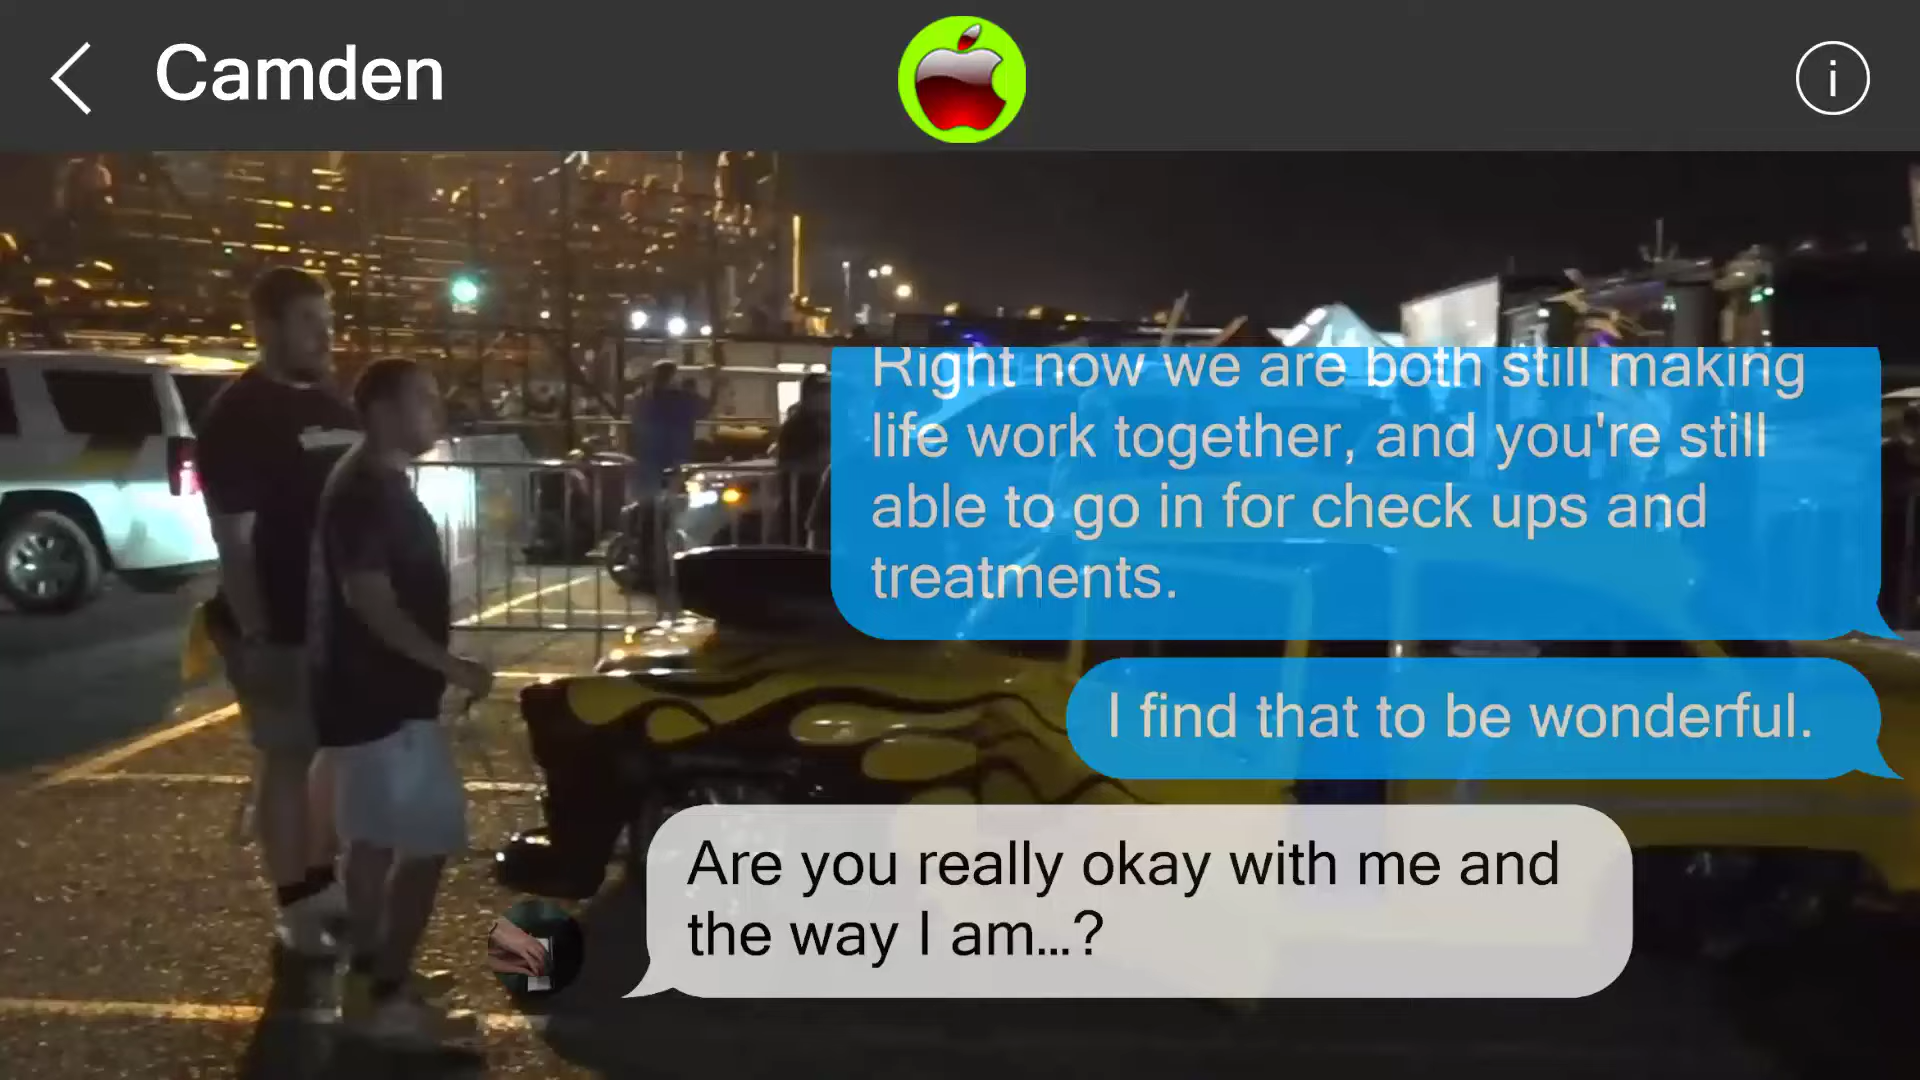 Camden
Right now we are both still making
life work together, and you're still
able to go in for check ups and
treatments.
I find that to be wonderful.
Are you really okay with me and
the way I am...?